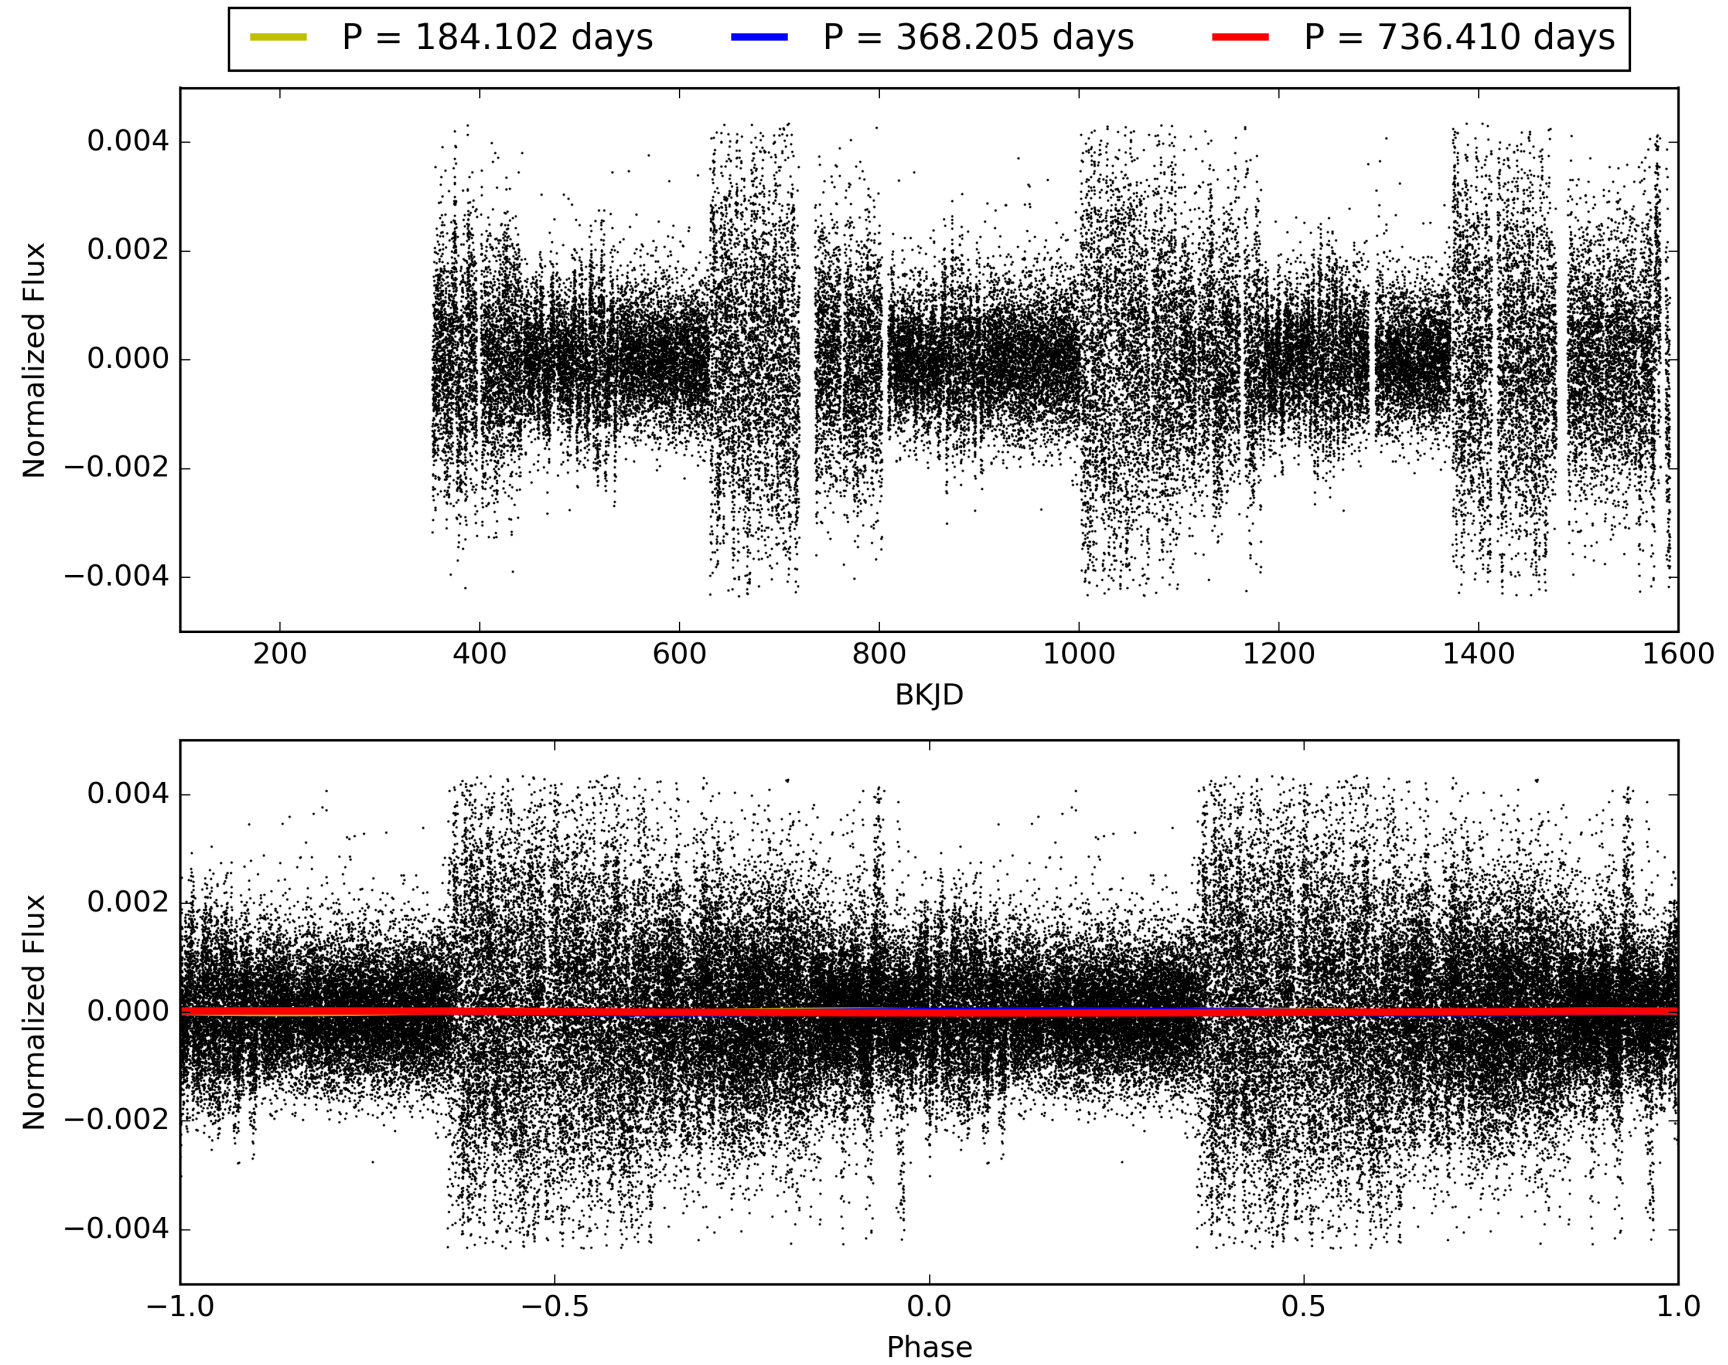 P = 184.102 days P = 368.205 days P = 736.410 days
0.004
0.002
0.000
−0.002
−0.004
Normalized Flux
200 400 600 800 1000 1200 1400 1600
BKJD
0.004
0.002
0.000
−0.002
−0.004
Normalized Flux
−1.0 −0.5 0.0 0.5 1.0
Phase